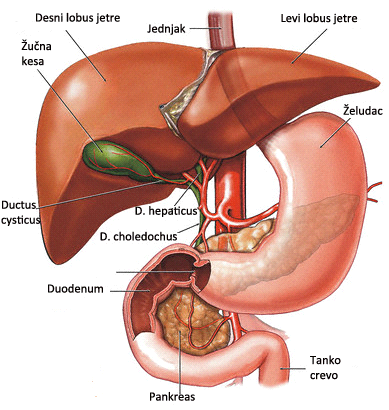 Desni lobus jetre
Jednjak
Levi lobus jetre
Žučna
kesa
Želudac
Ductus
cysticus
D. hepaticus
D. choledochus
Duodenum
Tanko
crevo
Pankreas